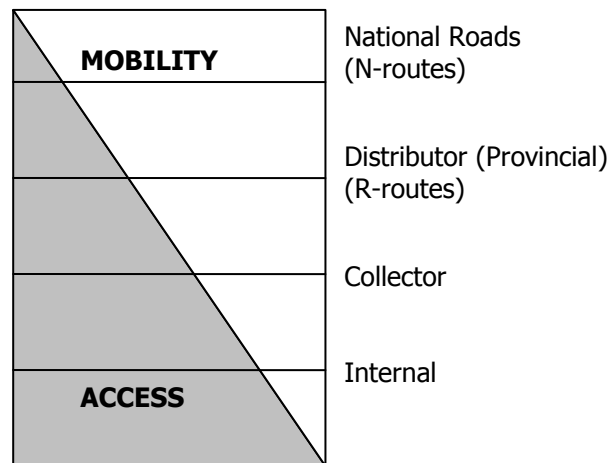 MOBILITY
National Roads
(N-routes)
Distributor (Provincial)
(R-routes)
Collector
Internal
ACCESS